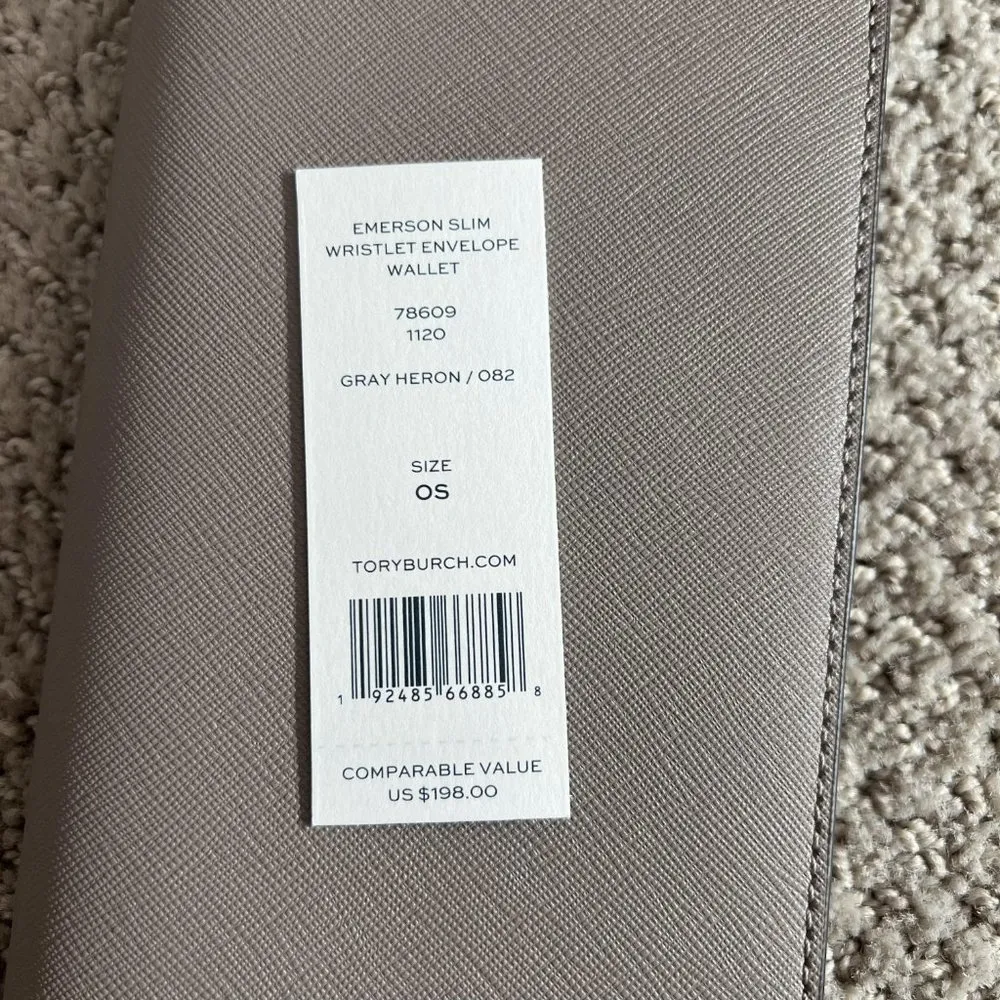 EMERSON SLIM
WRISTLET ENVELOPE
WALLET
78609
1120
GRAY HERON / 082
SIZE
OS
TORYBURCH.COM
1 92485 66885 8
COMPARABLE VALUE
US $198.00